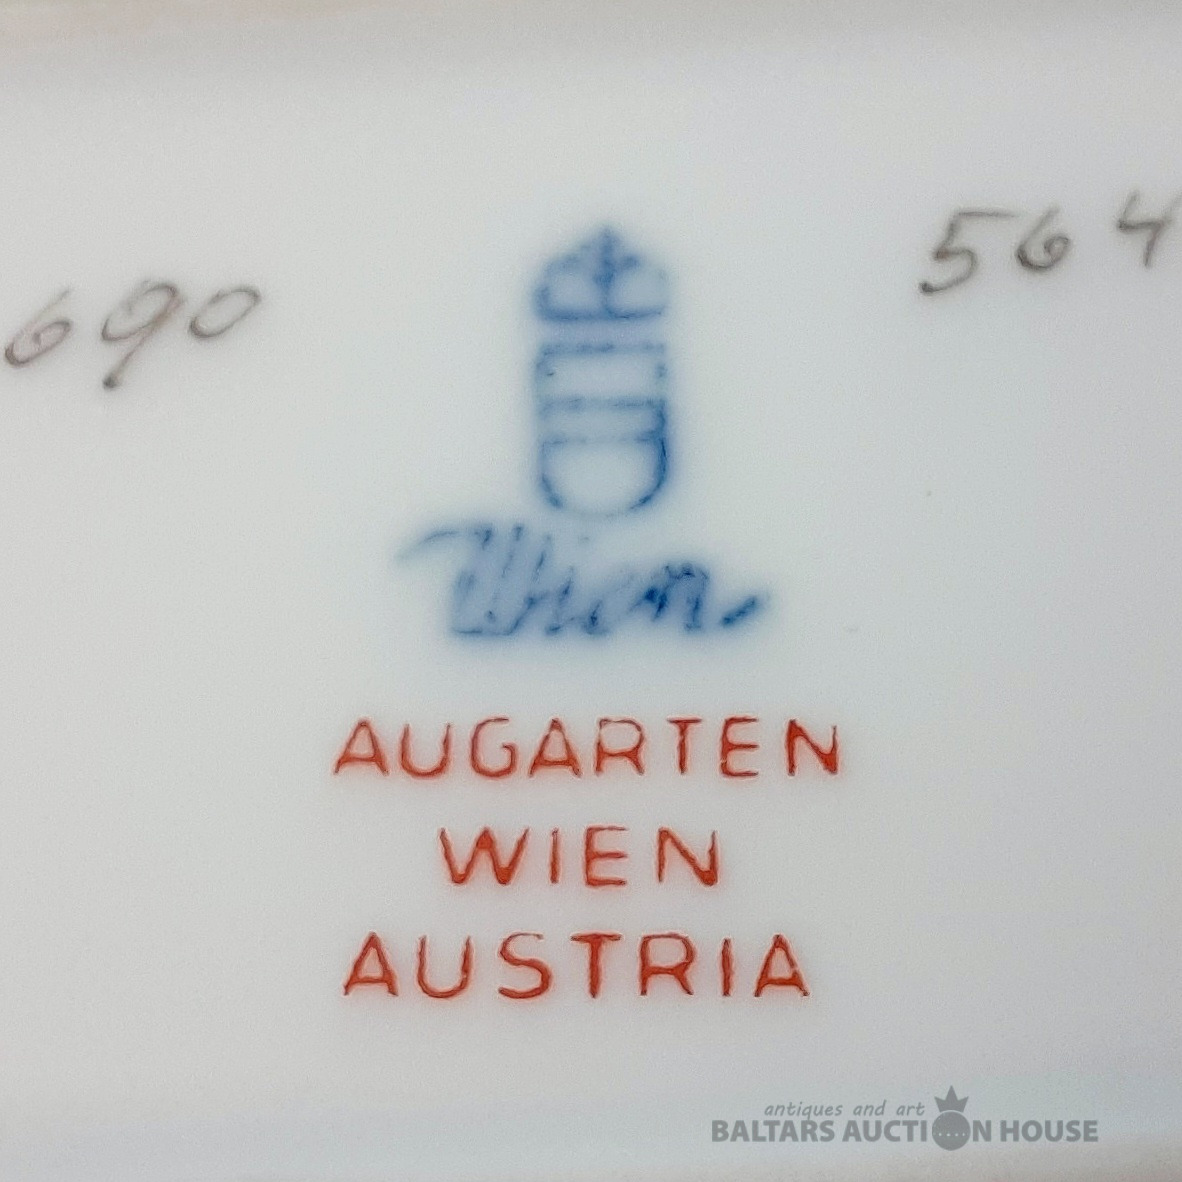 690
564
Wien
AUGARTEN
WIEN
AUSTRIA
antiques and art
BALTARS AUCTION HOUSE